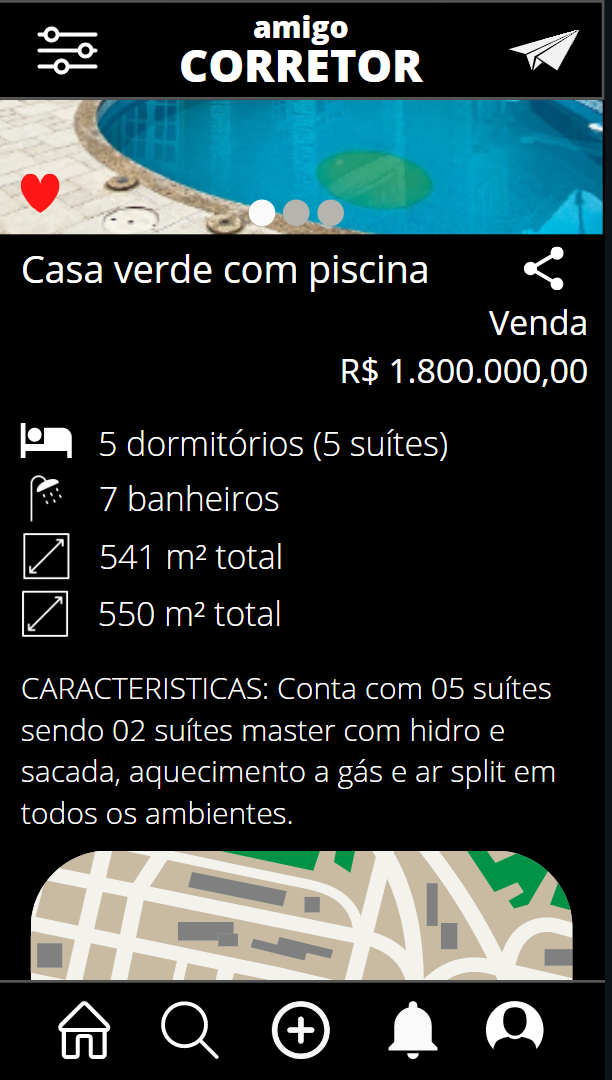 amigo
CORRETOR
Casa verde com piscina
Venda
R$ 1.800.000,00
5 dormitórios (5 suítes)
7 banheiros
541 m² total
550 m² total
CARACTERISTICAS: Conta com 05 suítes
sendo 02 suítes master com hidro e
sacada, aquecimento a gás e ar split em
todos os ambientes.